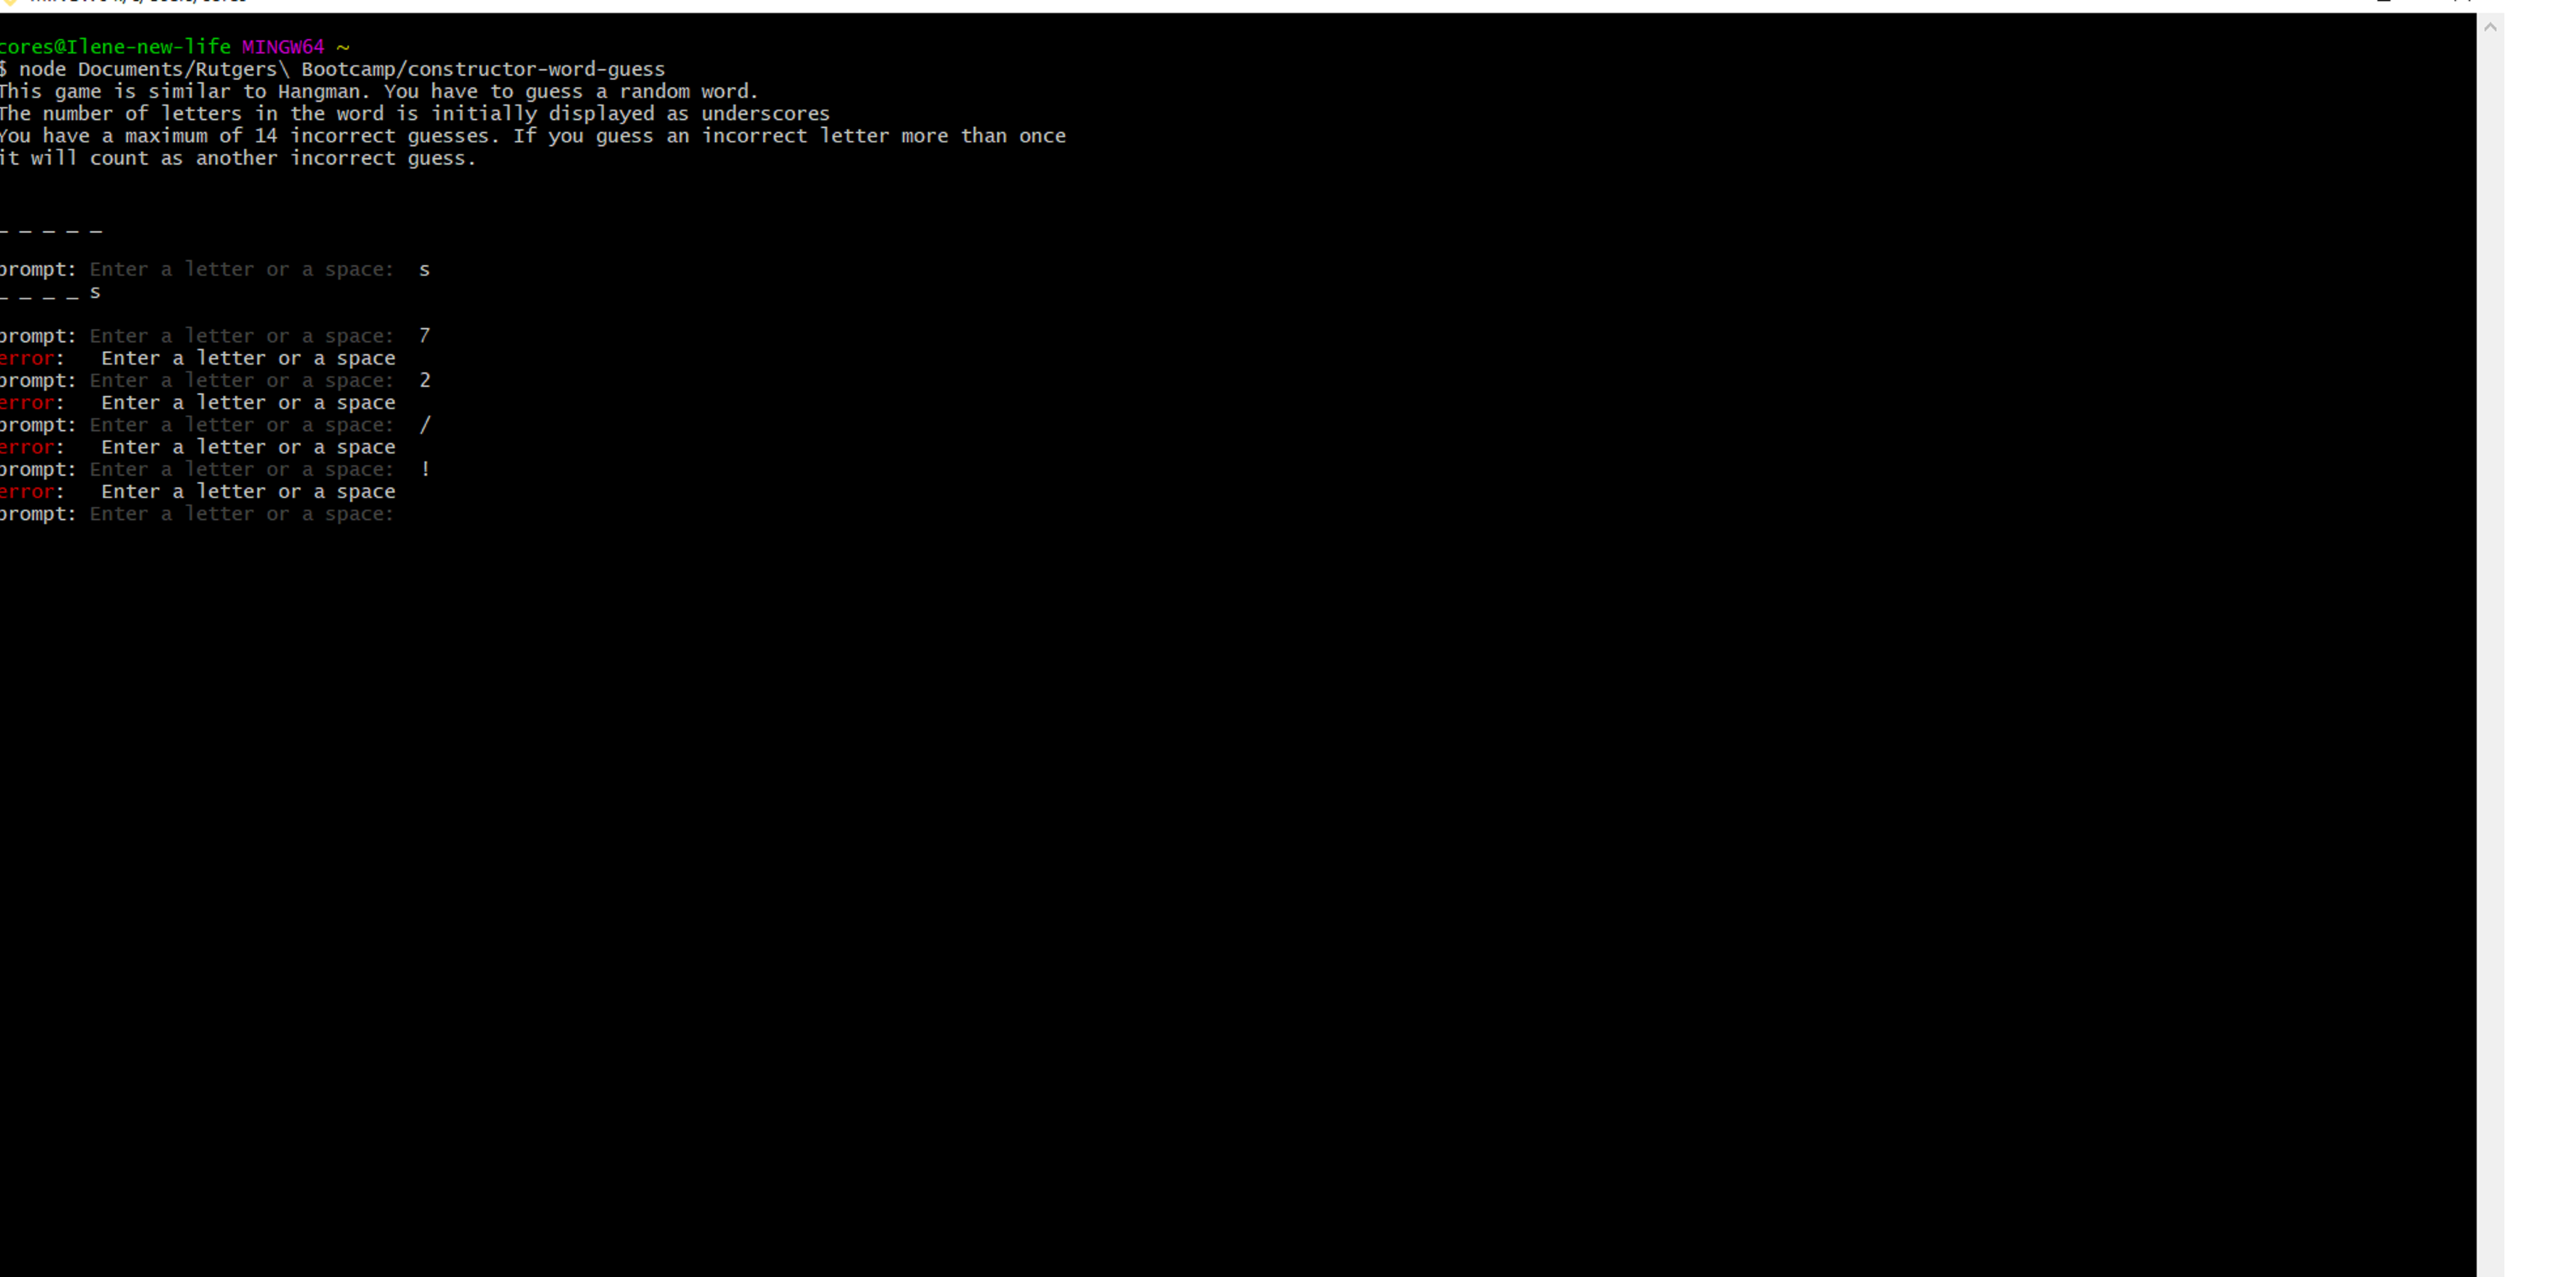 cores@Ilene-new-life MINGW64 ~
$ node Documents/Rutgers\ Bootcamp/constructor-word-guess
This game is similar to Hangman. You have to guess a random word.
The number of letters in the word is initially displayed as underscores
You have a maximum of 14 incorrect guesses. If you guess an incorrect letter more than once
it will count as another incorrect guess.
_ _ _ _ _
prompt: Enter a letter or a space:  s
_ _ _ _ s
prompt: Enter a letter or a space:  7
error:   Enter a letter or a space
prompt: Enter a letter or a space:  2
error:   Enter a letter or a space
prompt: Enter a letter or a space:  /
error:   Enter a letter or a space
prompt: Enter a letter or a space:  !
error:   Enter a letter or a space
prompt: Enter a letter or a space: